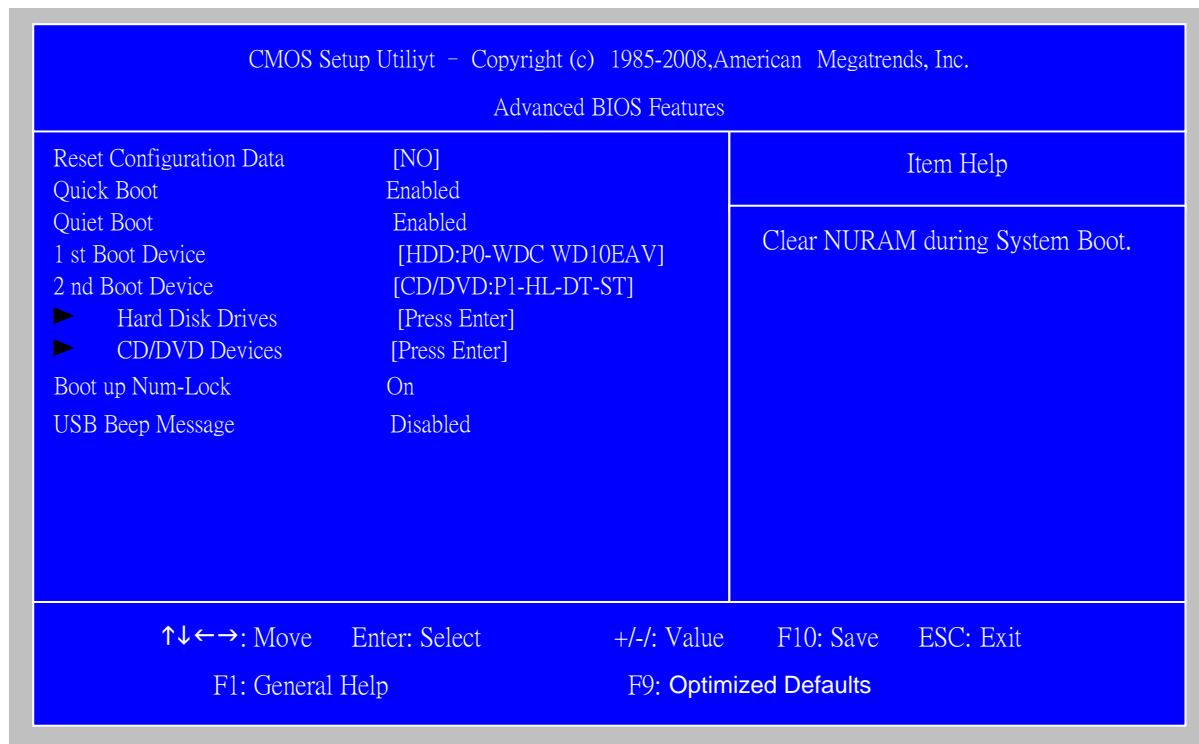 CMOS Setup Utiliyt － Copyright (c) 1985-2008,American Megatrends, Inc.
Advanced BIOS Features
Reset Configuration Data [NO]
Quick Boot Enabled
Quiet Boot Enabled
1 st Boot Device [HDD:P0-WDC WD10EAV]
2 nd Boot Device [CD/DVD:P1-HL-DT-ST]
► Hard Disk Drives [Press Enter]
► CD/DVD Devices [Press Enter]
Boot up Num-Lock On
USB Beep Message Disabled
Item Help
Clear NURAM during System Boot.
↑↓←→: Move Enter: Select +/-/: Value F10: Save ESC: Exit
F1: General Help F9: Optimized Defaults